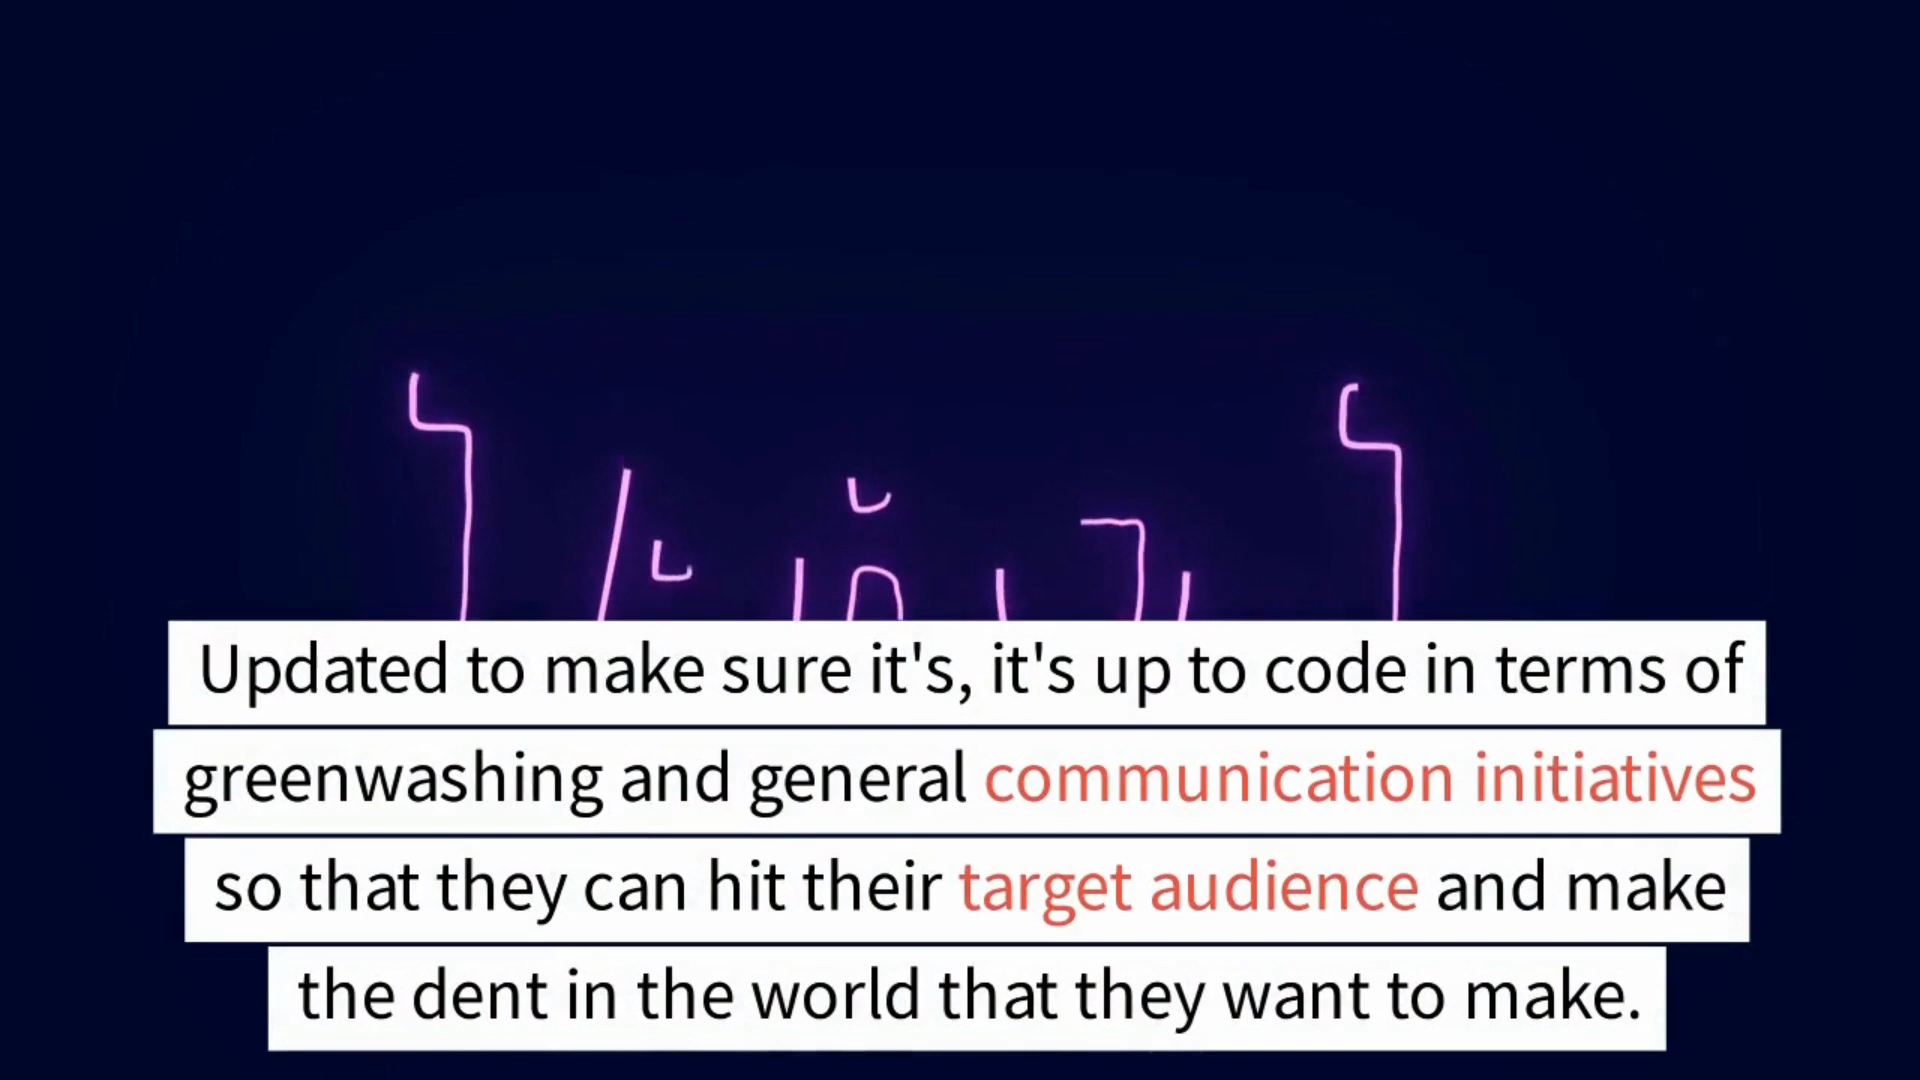 Updated to make sure it's, it's up to code in terms of
greenwashing and general communication initiatives
so that they can hit their target audience and make
the dent in the world that they want to make.